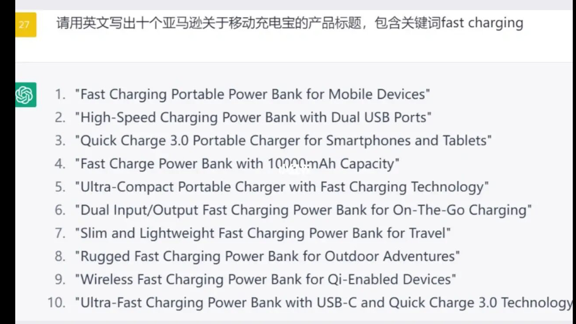 27
请用英文写出十个亚马逊关于移动充电宝的产品标题，包含关键词fast charging
1. "Fast Charging Portable Power Bank for Mobile Devices"
2. "High-Speed Charging Power Bank with Dual USB Ports"
3. "Quick Charge 3.0 Portable Charger for Smartphones and Tablets"
4. "Fast Charge Power Bank with 10000mAh Capacity"
5. "Ultra-Compact Portable Charger with Fast Charging Technology"
6. "Dual Input/Output Fast Charging Power Bank for On-The-Go Charging"
7. "Slim and Lightweight Fast Charging Power Bank for Travel"
8. "Rugged Fast Charging Power Bank for Outdoor Adventures"
9. "Wireless Fast Charging Power Bank for Qi-Enabled Devices"
10. "Ultra-Fast Charging Power Bank with USB-C and Quick Charge 3.0 Technology